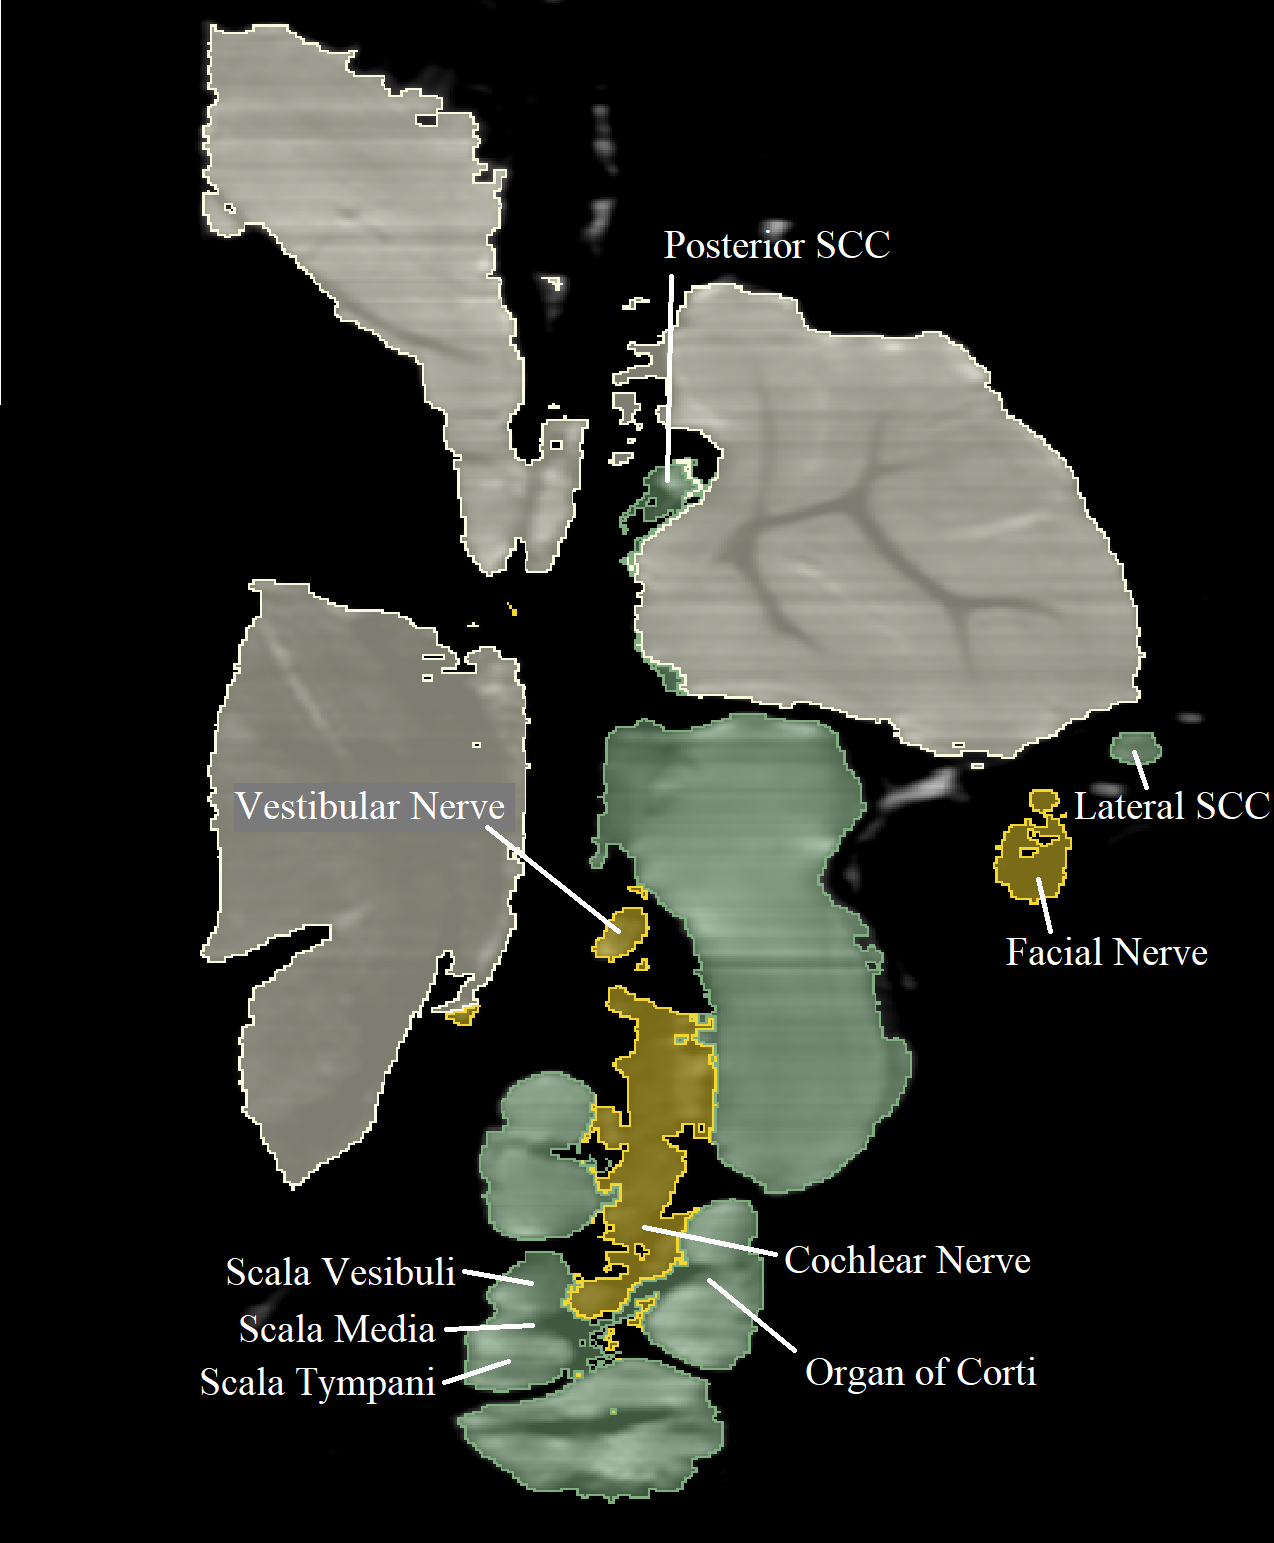 Posterior SCC
Vestibular Nerve
Lateral SCC
Facial Nerve
Cochlear Nerve
Scala Vesibuli
Scala Media
Scala Tympani
Organ of Corti